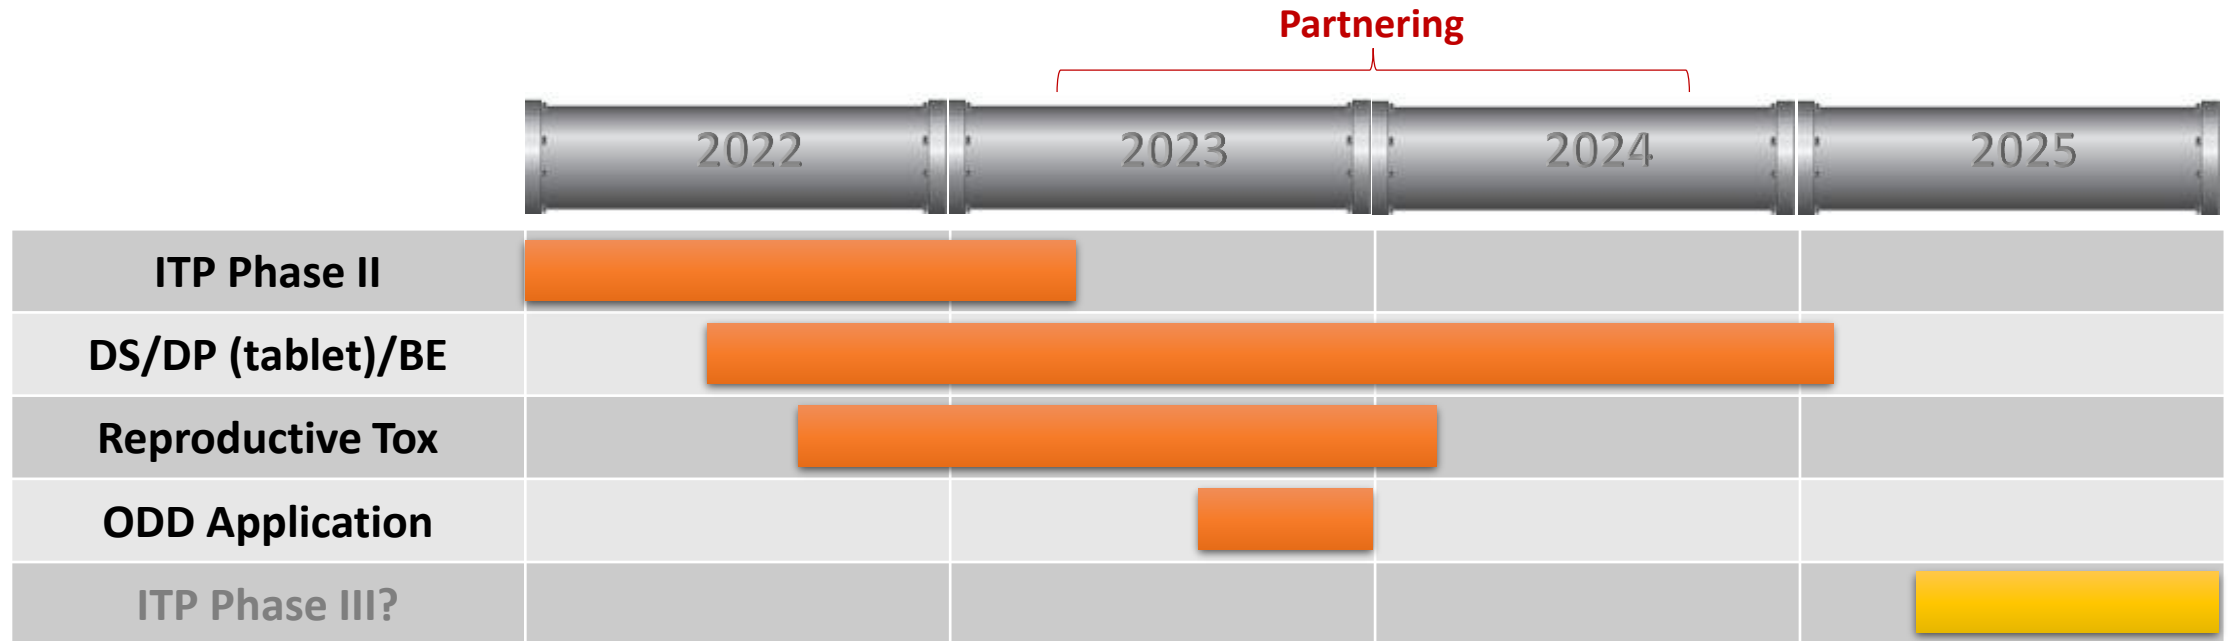 Partnering
2022
2023
2024
2025
ITP Phase II
DS/DP (tablet)/BE
Reproductive Tox
ODD Application
ITP Phase III?